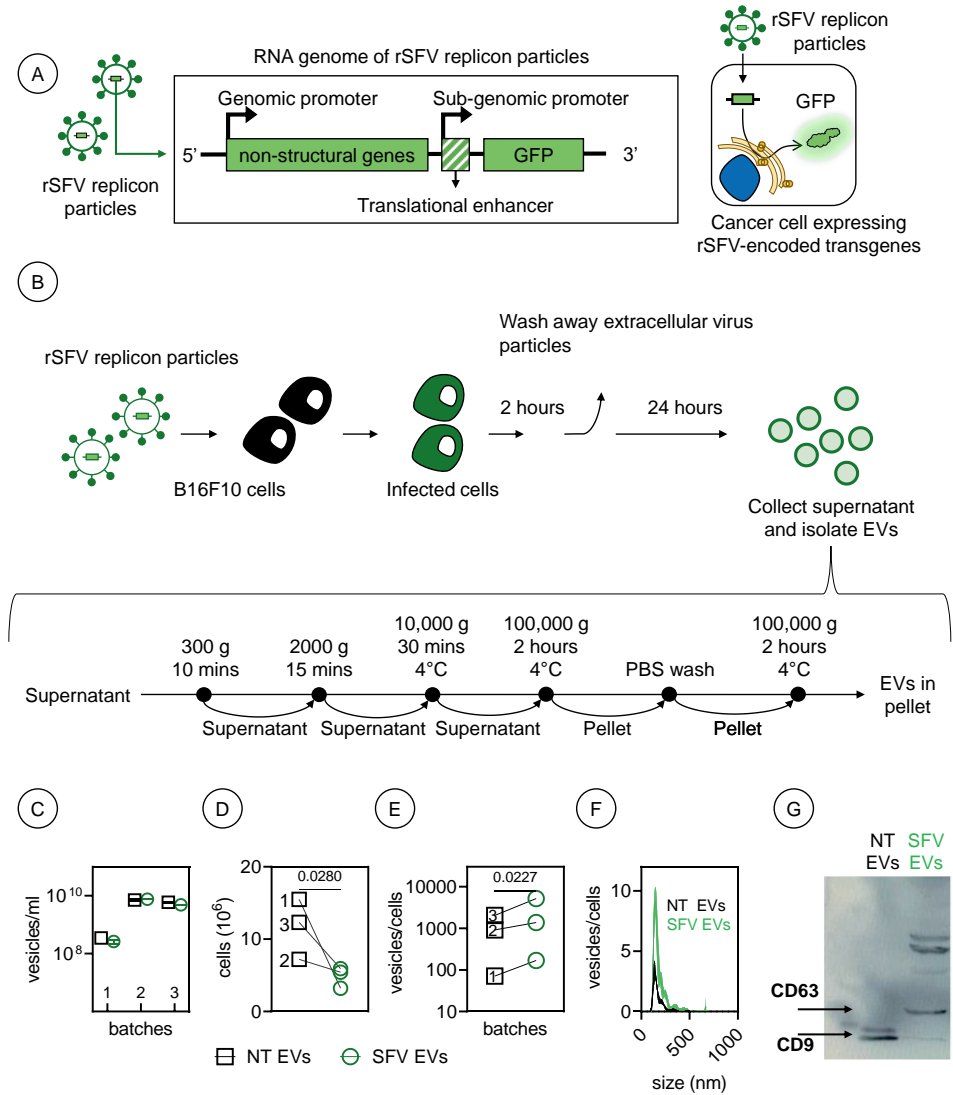 A
RNA genome of rSFV replicon particles
Genomic promoter
Sub-genomic promoter
5’
non-structural genes
GFP
3’
Translational enhancer
rSFV replicon
particles
rSFV replicon
particles
GFP
Cancer cell expressing
rSFV-encoded transgenes
B
rSFV replicon particles
B16F10 cells
Infected cells
Wash away extracellular virus
particles
2 hours
24 hours
Collect supernatant
and isolate EVs
Supernatant
300 g
10 mins
2000 g
15 mins
10,000 g
30 mins
4°C
100,000 g
2 hours
4°C
PBS wash
100,000 g
2 hours
4°C
EVs in
pellet
Supernatant
Supernatant
Supernatant
Pellet
Pellet
C
vesicles/ml
10^10
10^8
1 2 3
batches
D
cells (10^6)
20
10
0
0.0280
1
3
2
E
vesicles/cells
10000
1000
100
10
0.0227
3
2
1
batches
F
vesicles/cells
10
5
0
NT EVs
SFV EVs
0 500 1000
size (nm)
G
NT
EVs
SFV
EVs
CD63
CD9
NT EVs
SFV EVs